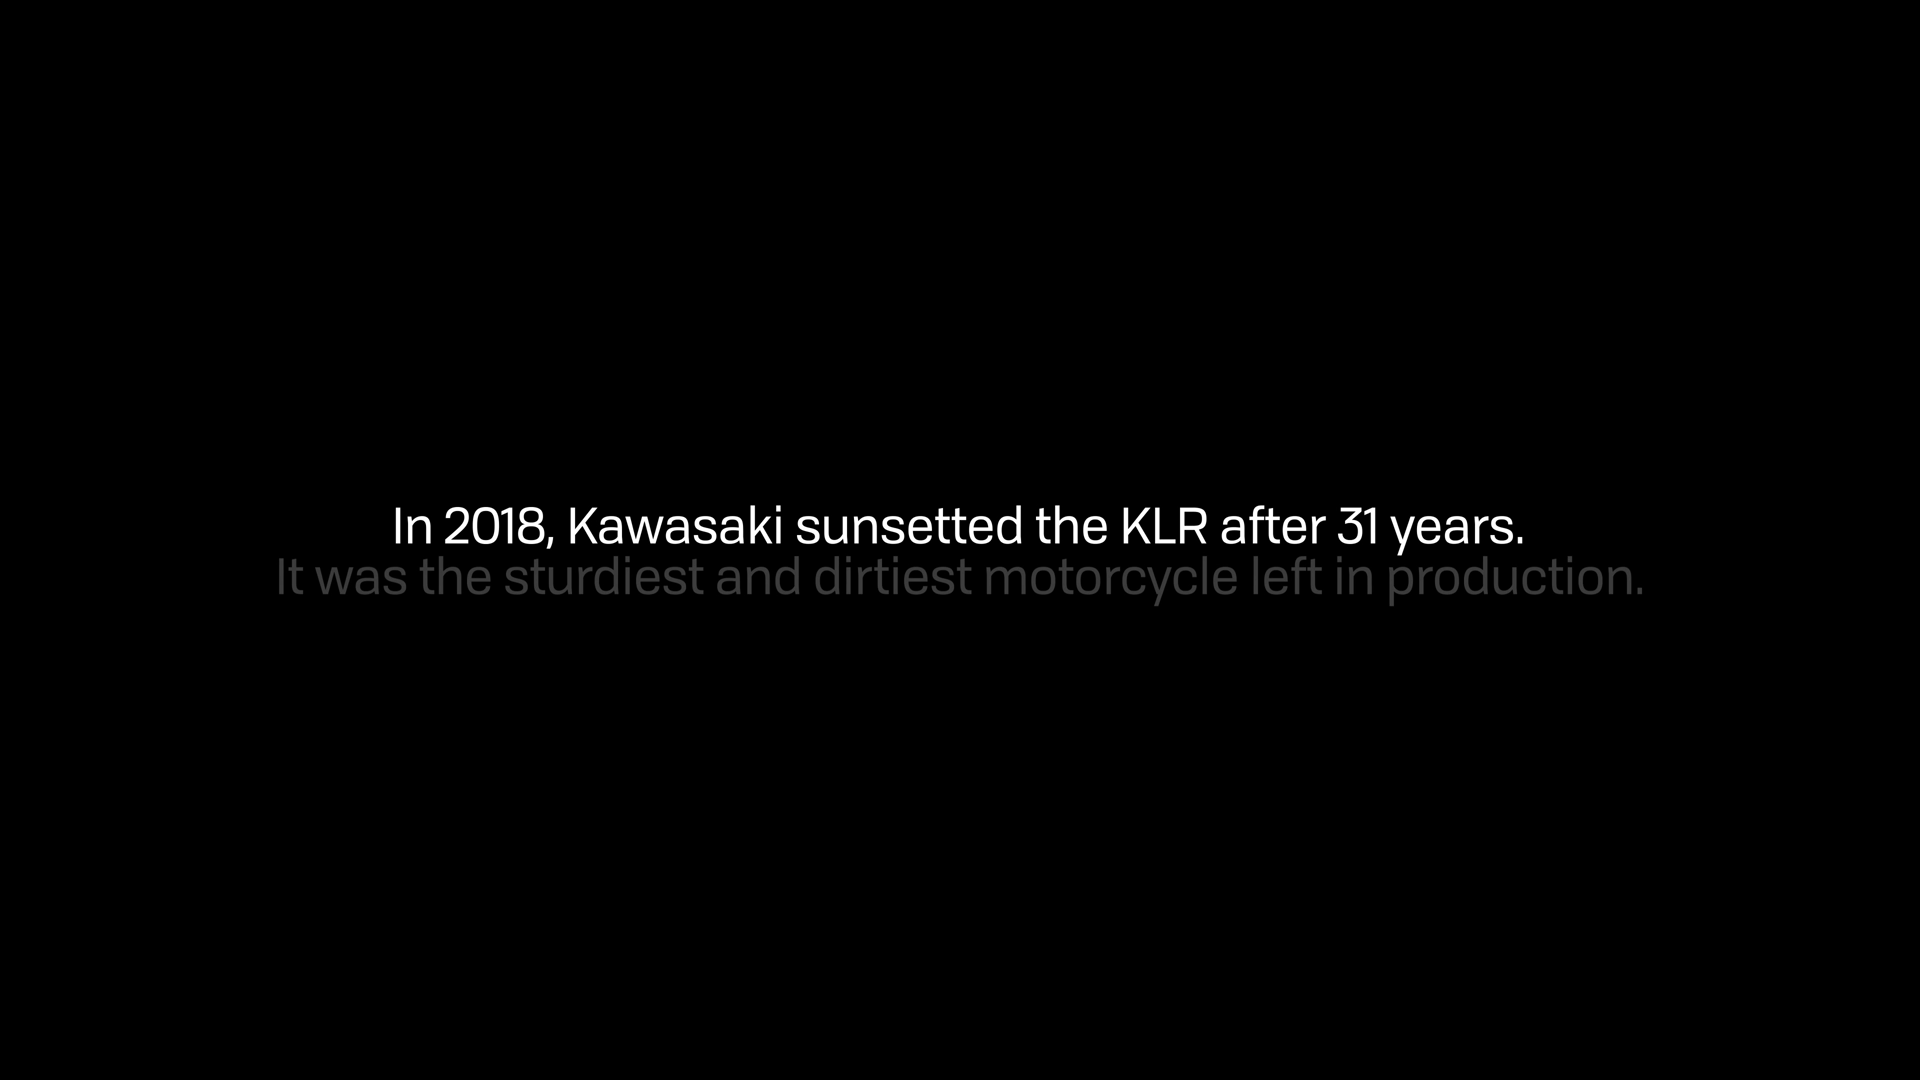 In 2018, Kawasaki sunsetted the KLR after 31 years.
It was the sturdiest and dirtiest motorcycle left in production.